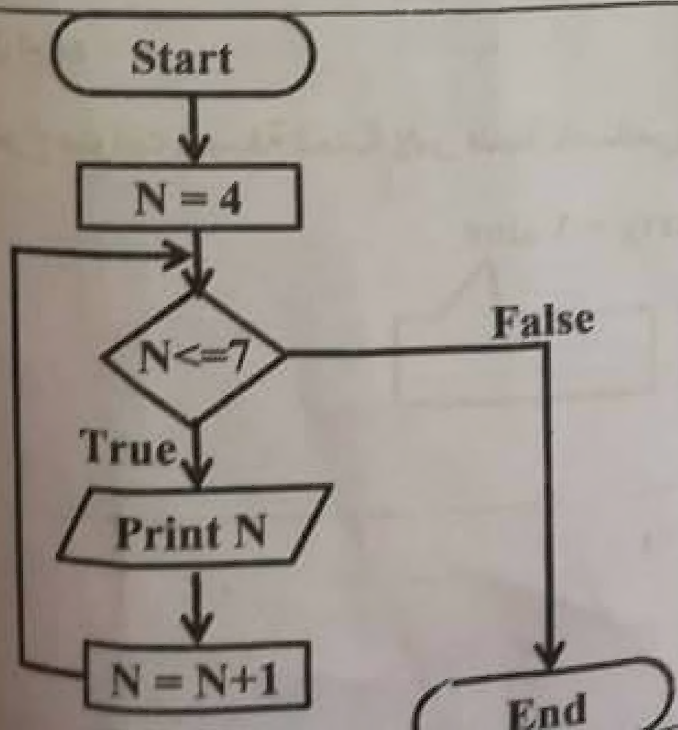 Start
N = 4
N<=7
False
True
Print N
N = N+1
End